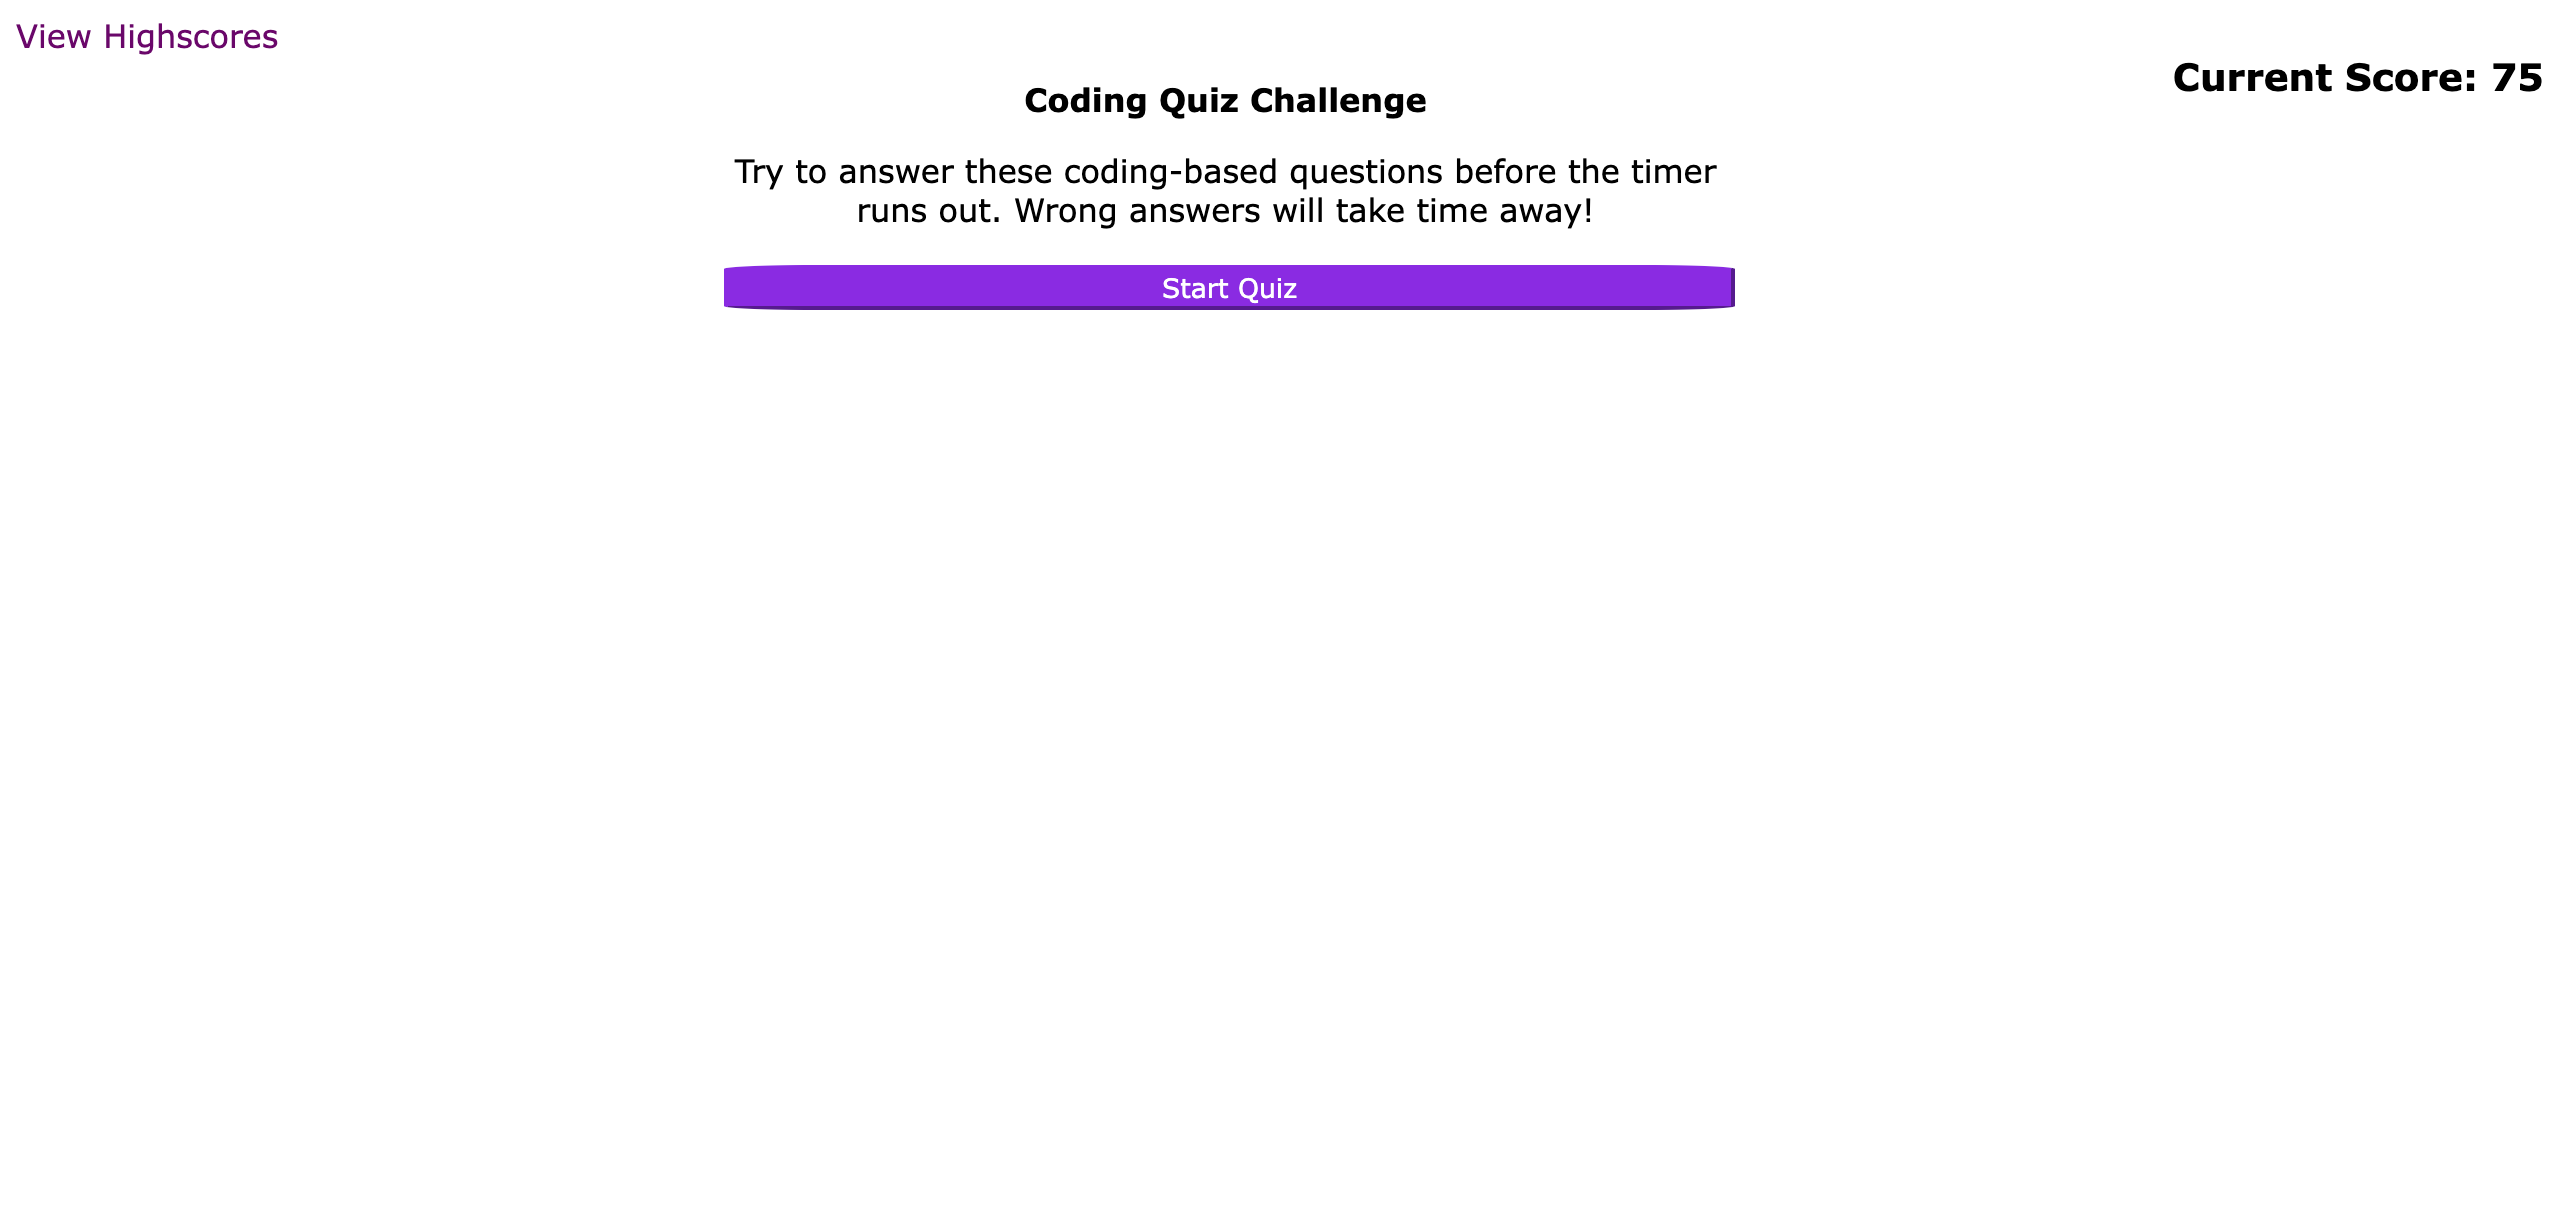 View Highscores
Current Score: 75
Coding Quiz Challenge
Try to answer these coding-based questions before the timer
runs out. Wrong answers will take time away!
Start Quiz